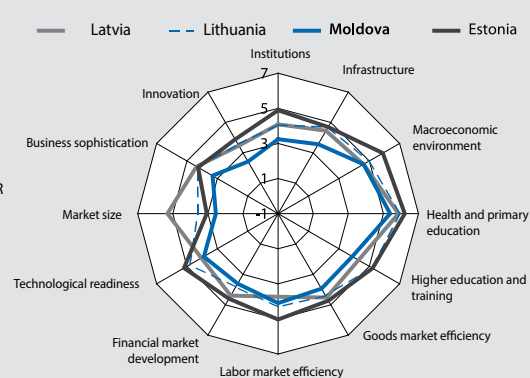 Latvia
Lithuania
Moldova
Estonia
Institutions
7
Infrastructure
Innovation
5
Business sophistication
3
Macroeconomic
environment
1
R
Market size
-1
Health and primary
education
Technological readiness
Higher education and
training
Financial market
development
Goods market efficiency
Labor market efficiency